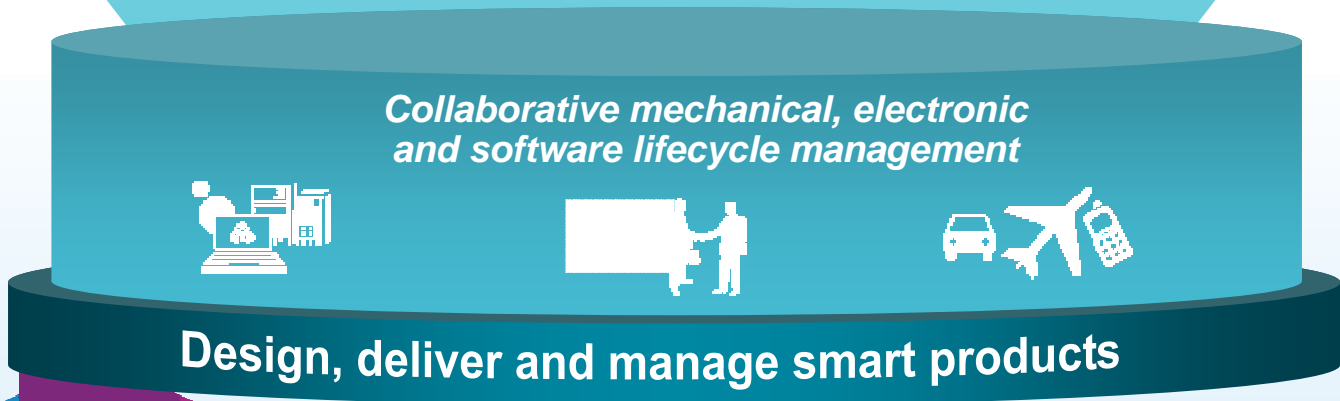 Collaborative mechanical, electronic
and software lifecycle management
Design, deliver and manage smart products